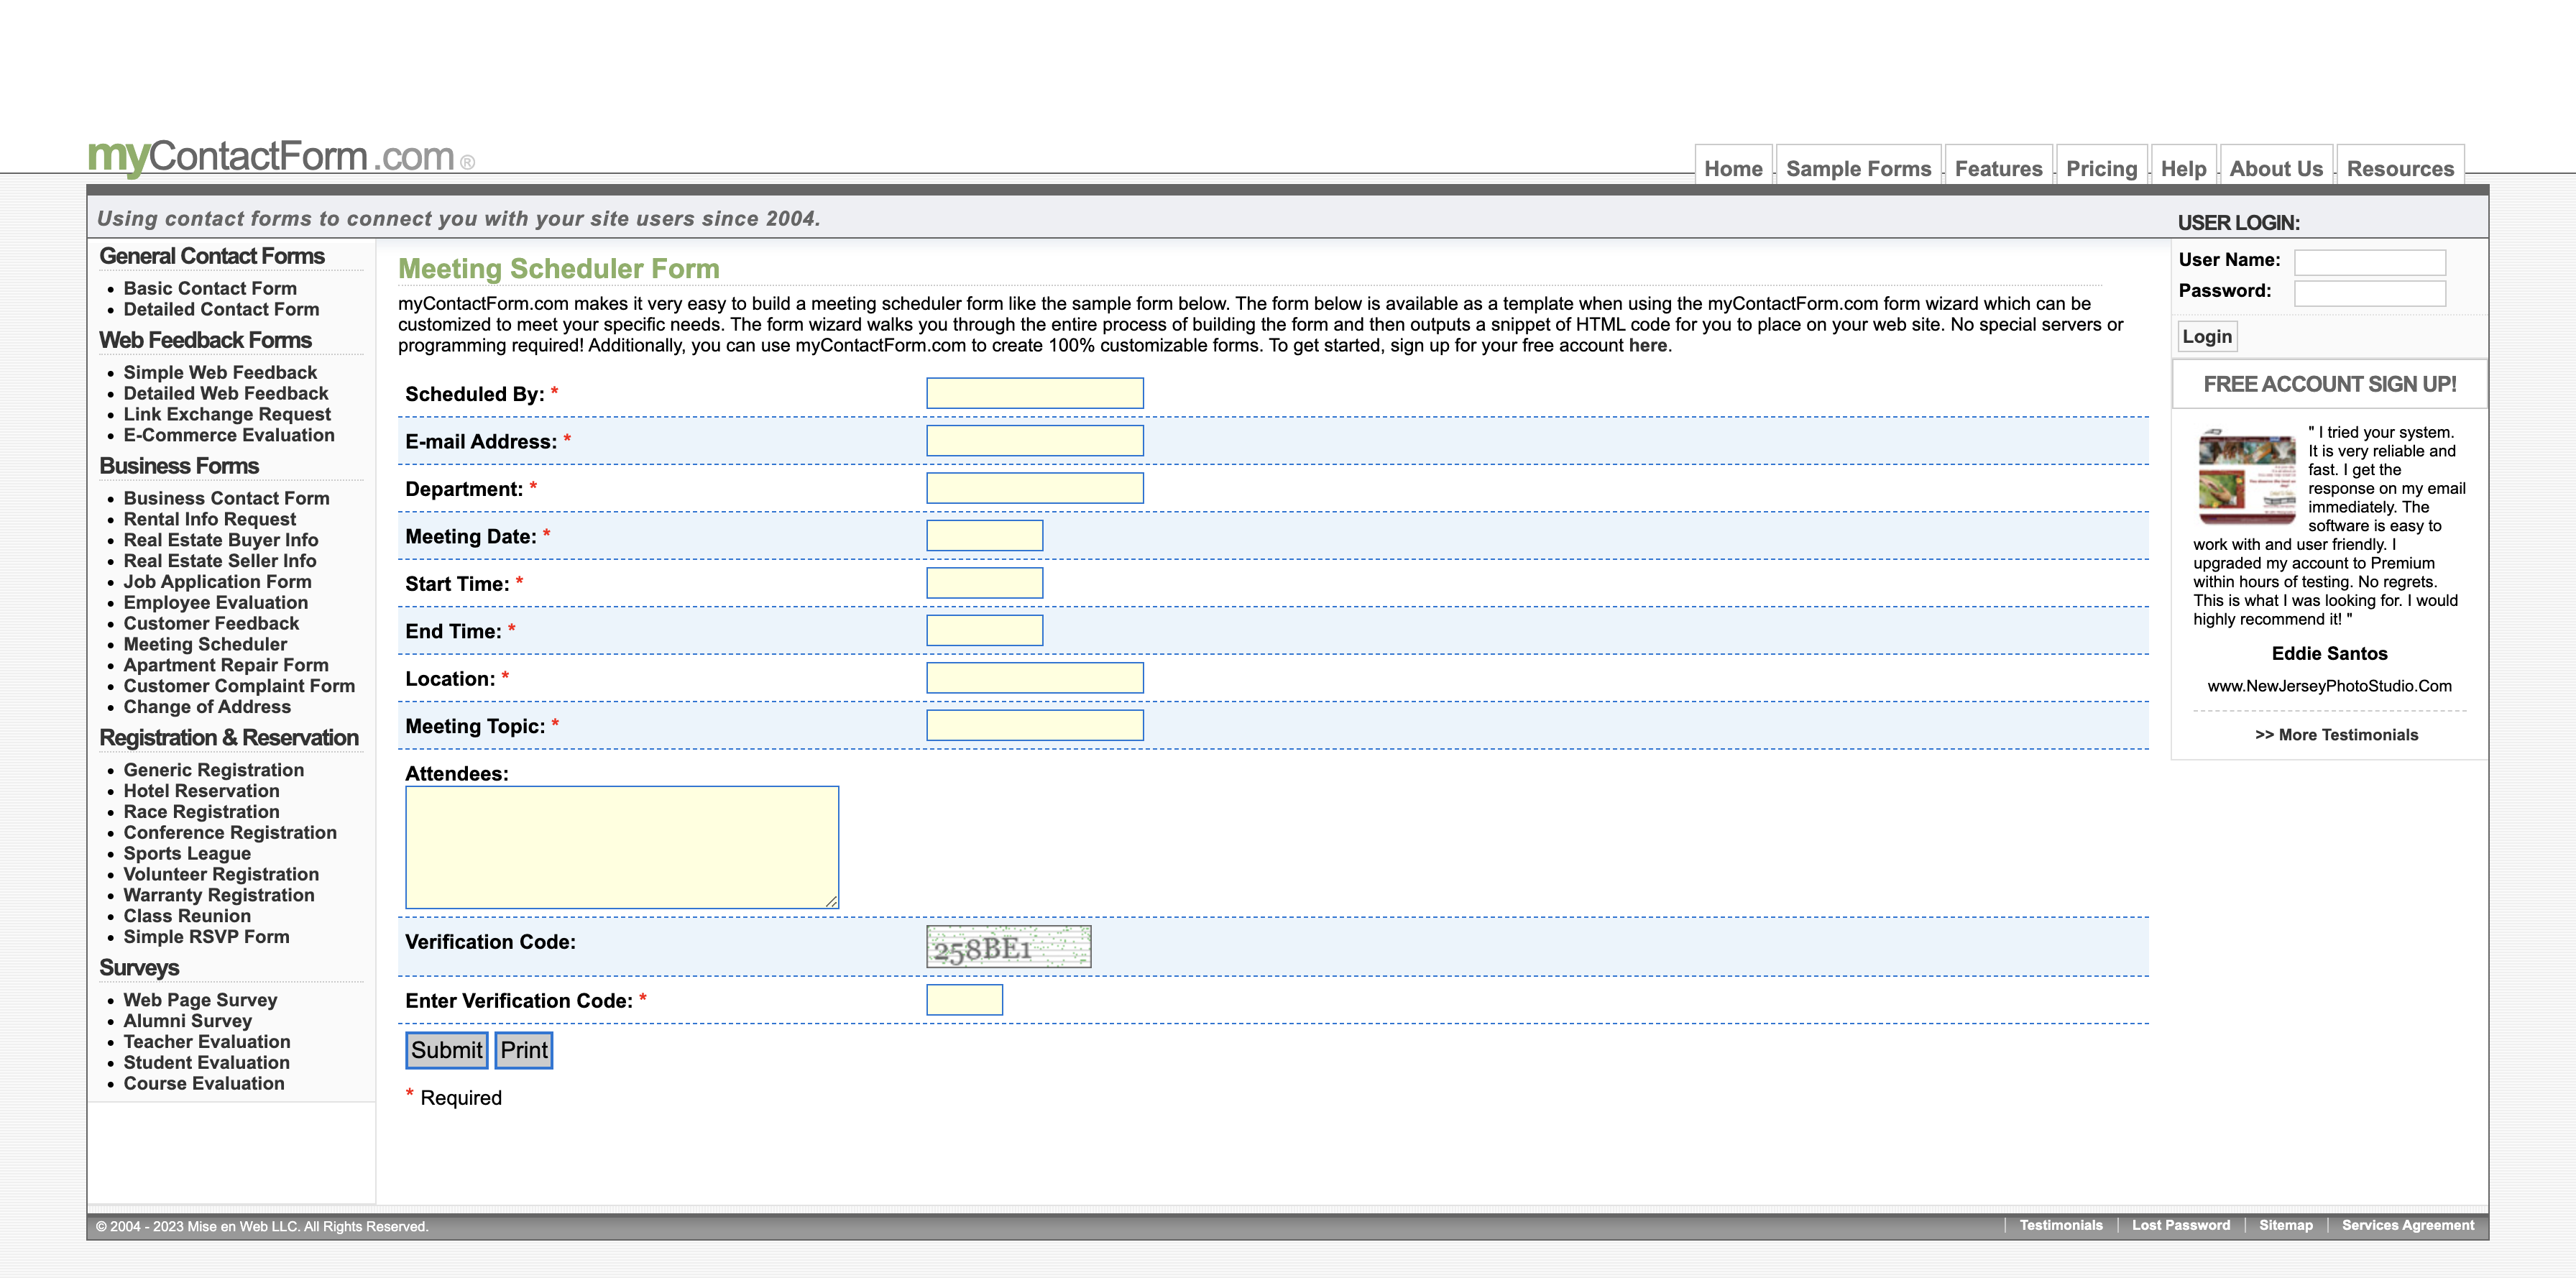 myContactForm.com®
Home
Sample Forms
Features
Pricing
Help
About Us
Resources
Using contact forms to connect you with your site users since 2004.
USER LOGIN:
General Contact Forms
Basic Contact Form
Detailed Contact Form
Web Feedback Forms
Simple Web Feedback
Detailed Web Feedback
Link Exchange Request
E-Commerce Evaluation
Business Forms
Business Contact Form
Rental Info Request
Real Estate Buyer Info
Real Estate Seller Info
Job Application Form
Employee Evaluation
Customer Feedback
Meeting Scheduler
Apartment Repair Form
Customer Complaint Form
Change of Address
Registration & Reservation
Generic Registration
Hotel Reservation
Race Registration
Conference Registration
Sports League
Volunteer Registration
Warranty Registration
Class Reunion
Simple RSVP Form
Surveys
Web Page Survey
Alumni Survey
Teacher Evaluation
Student Evaluation
Course Evaluation
Meeting Scheduler Form
myContactForm.com makes it very easy to build a meeting scheduler form like the sample form below. The form below is available as a template when using the myContactForm.com form wizard which can be
customized to meet your specific needs. The form wizard walks you through the entire process of building the form and then outputs a snippet of HTML code for you to place on your web site. No special servers or
programming required! Additionally, you can use myContactForm.com to create 100% customizable forms. To get started, sign up for your free account here.
Scheduled By: *
E-mail Address: *
Department: *
Meeting Date: *
Start Time: *
End Time: *
Location: *
Meeting Topic: *
Attendees:
Verification Code:
258BE1
Enter Verification Code: *
Submit
Print
* Required
User Name:
Password:
Login
FREE ACCOUNT SIGN UP!
" I tried your system.
It is very reliable and
fast. I get the
response on my email
immediately. The
software is easy to
work with and user friendly. I
upgraded my account to Premium
within hours of testing. No regrets.
This is what I was looking for. I would
highly recommend it! "
Eddie Santos
www.NewJerseyPhotoStudio.Com
>> More Testimonials
© 2004 - 2023 Mise en Web LLC. All Rights Reserved.
Testimonials
Lost Password
Sitemap
Services Agreement